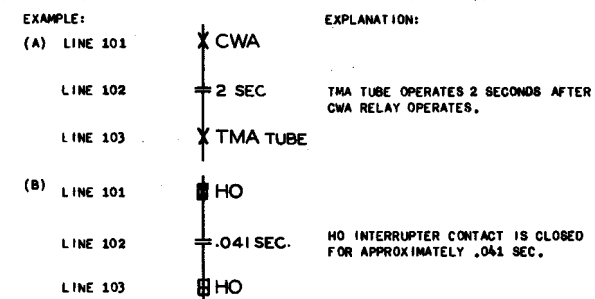 EXAMPLE: EXPLANATION:
(A) LINE 101 CWA
LINE 102 2 SEC TMA TUBE OPERATES 2 SECONDS AFTER
CWA RELAY OPERATES.
LINE 103 TMA TUBE
(B) LINE 101 HO
LINE 102 .041 SEC. HO INTERRUPTER CONTACT IS CLOSED
FOR APPROXIMATELY .041 SEC.
LINE 103 HO